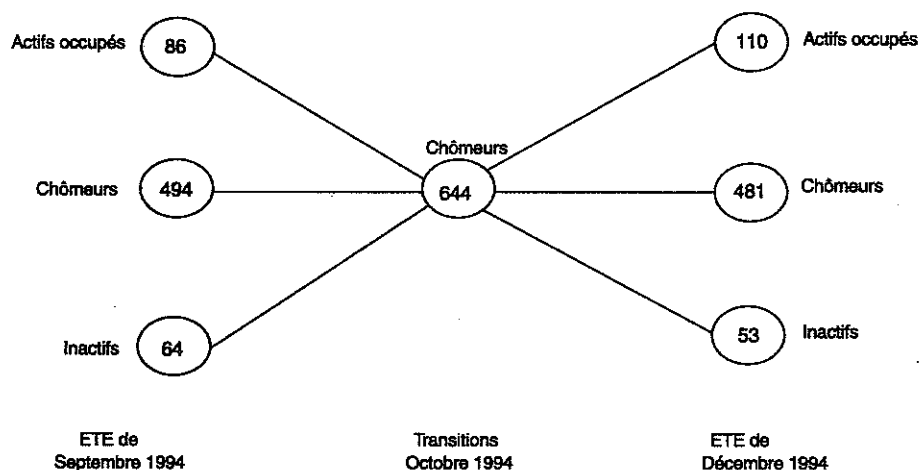 Actifs occupés 86 110 Actifs occupés
Chômeurs
Chômeurs 494 644 481 Chômeurs
Inactifs 64 53 Inactifs
ETE de Transitions ETE de
Septembre 1994 Octobre 1994 Décembre 1994